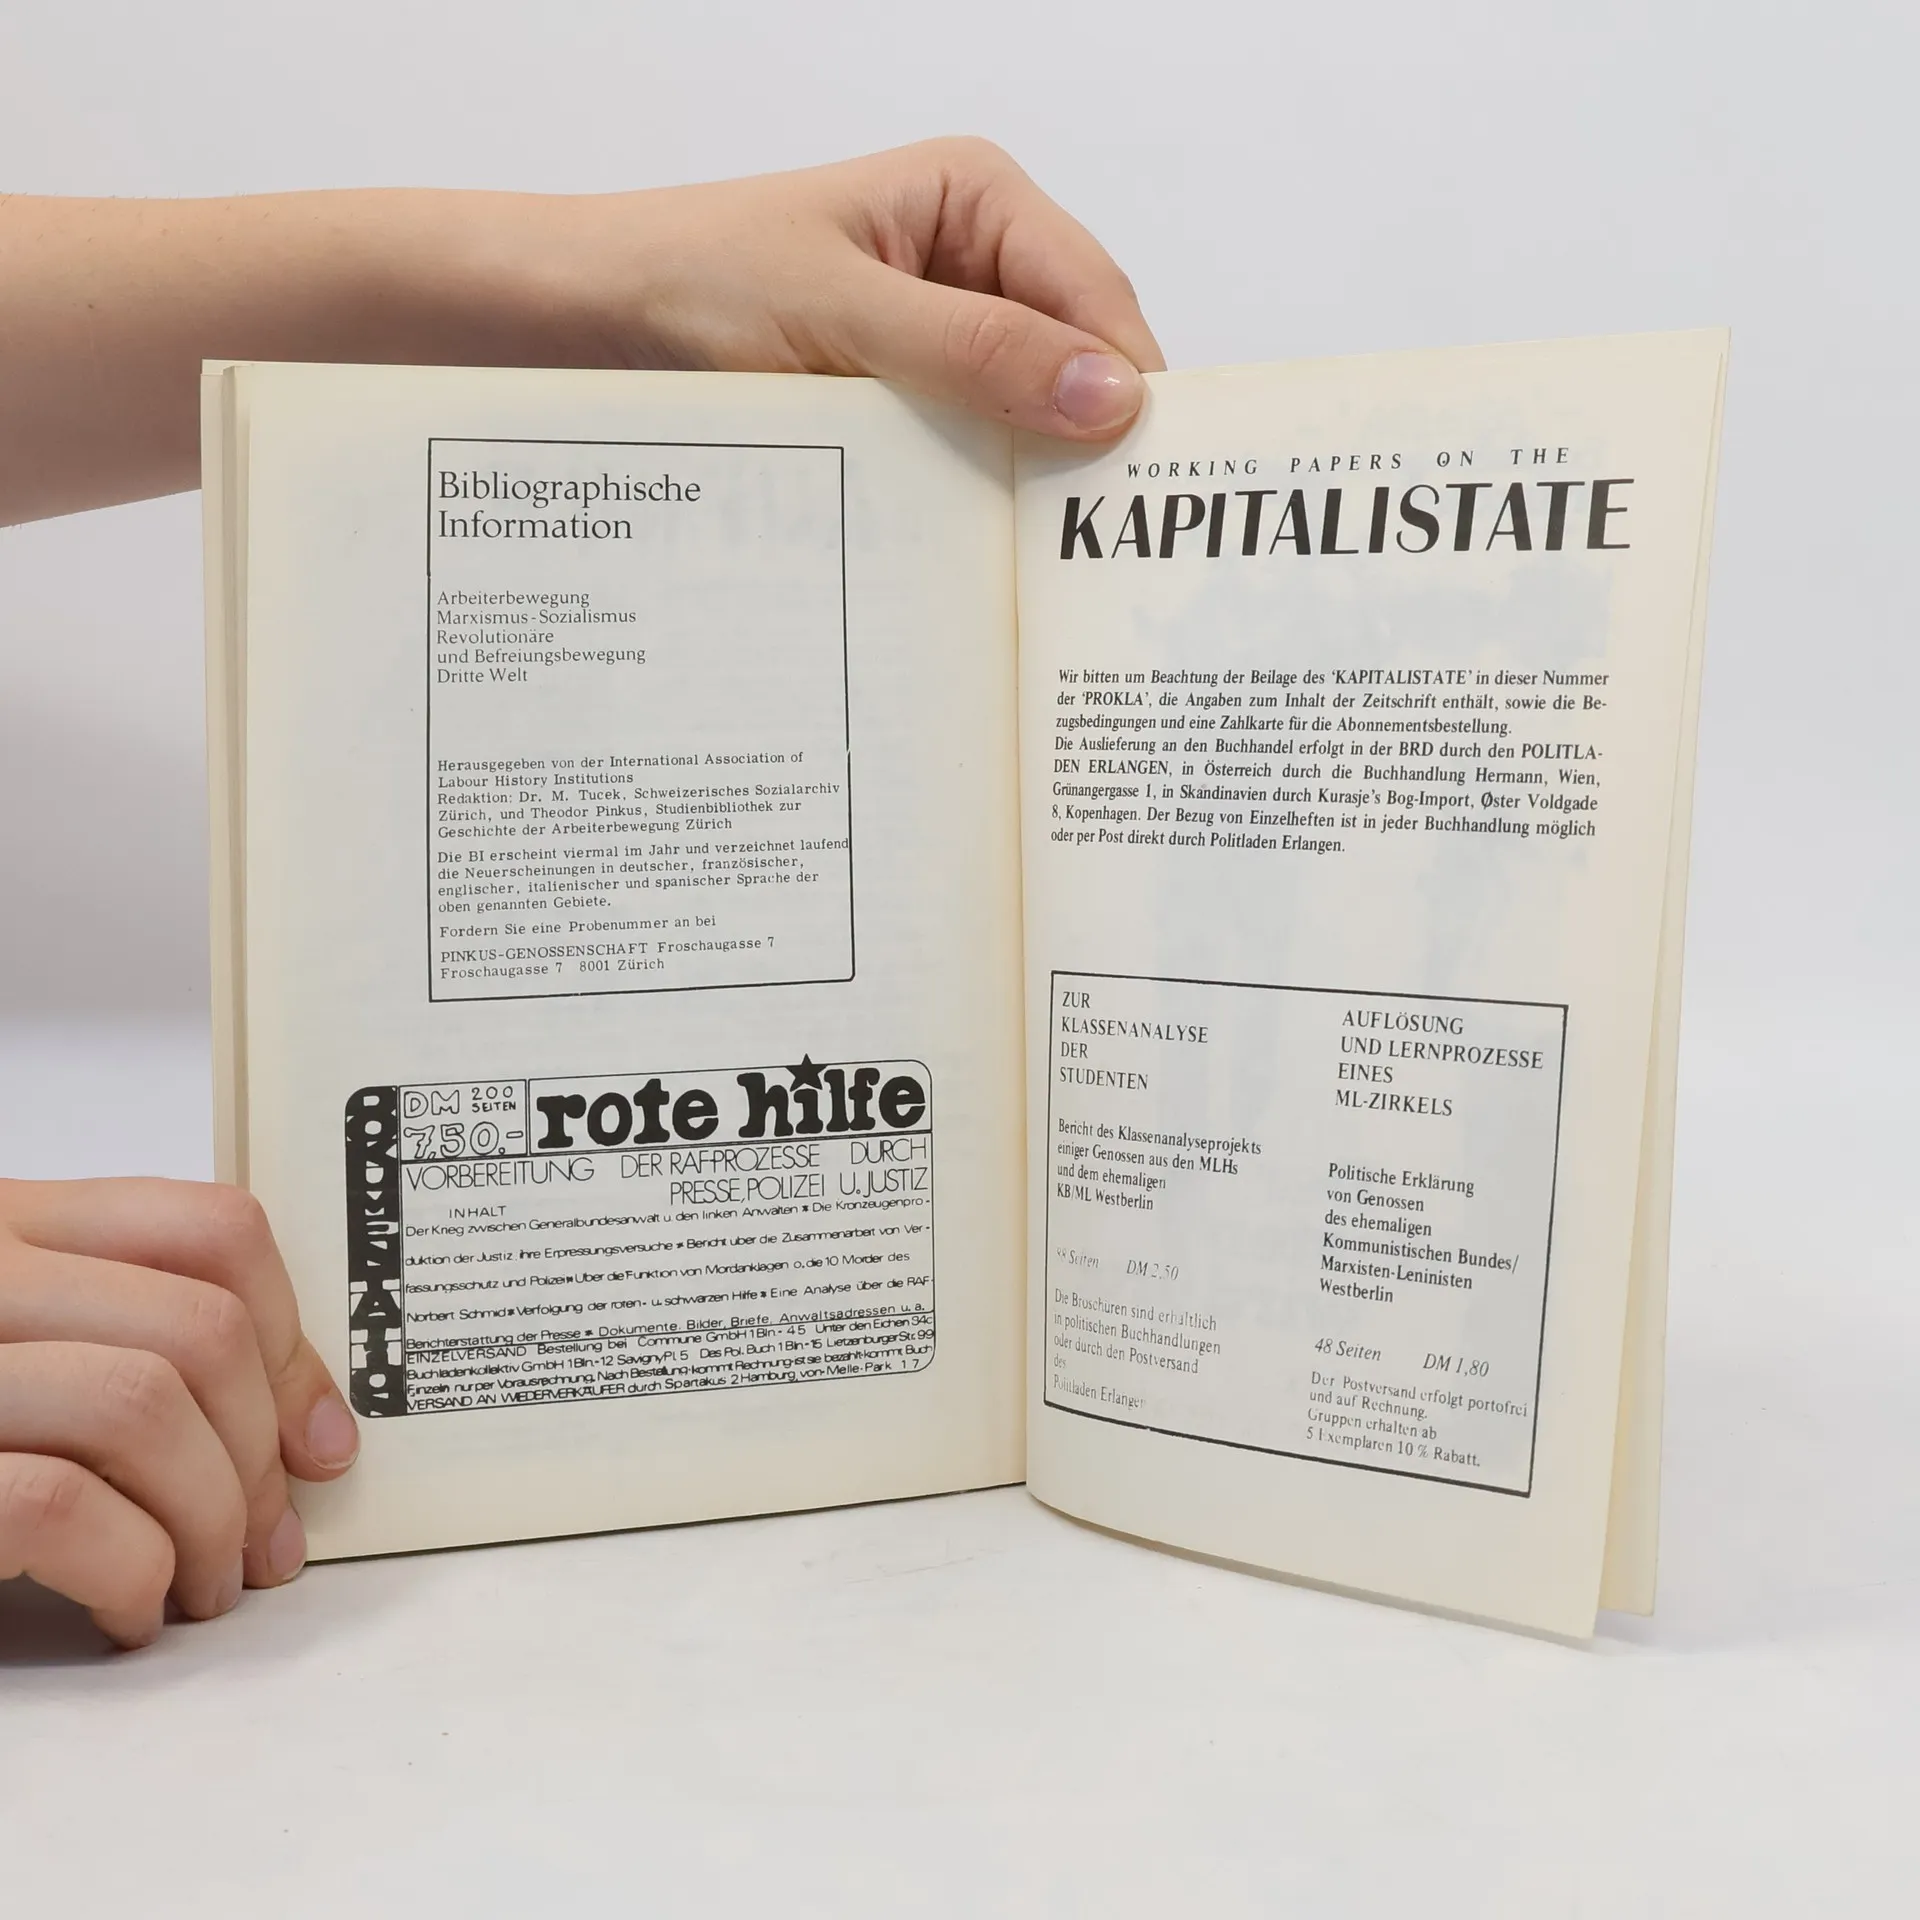 Bibliographische
Information
Arbeiterbewegung
Marxismus-Sozialismus
Revolutionäre
und Befreiungsbewegung
Dritte Welt
Herausgegeben von der International Association of
Labour History Institutions
Redaktion: Dr. M. Tucek, Schweizerisches Sozialarchiv
Zürich, und Theodor Pinkus, Studienbibliothek zur
Geschichte der Arbeiterbewegung Zürich
Die BI erscheint viermal im Jahr und verzeichnet laufend
die Neuerscheinungen in deutscher, französischer,
englischer, italienischer und spanischer Sprache der
oben genannten Gebiete.
Fordern Sie eine Probenummer an bei
PINKUS-GENOSSENSCHAFT Froschaugasse 7
Froschaugasse 7 8001 Zürich
DOKUMENTATION
DM 200
SEITEN
7,50.-
rote hilfe
VORBEREITUNG DER RAF-PROZESSE DURCH
PRESSE, POLIZEI U. JUSTIZ
INHALT
Der Krieg zwischen Generalbundesanwalt u den linken Anwälten * Die Kronzeugenpro-
duktion der Justiz, ihre Erpressungsversuche * Bericht über die Zusammenarbeit von Ver-
fassungsschutz und Polizei * Über die Funktion von Mordanklagen o. die 10 Mörder des
Norbert Schmid * Verfolgung der roten- u. schwarzen Hilfe * Eine Analyse über die RAF-
Berichterstattung der Presse * Dokumente, Bilder, Briefe, Anwaltsadressen u. a.
EINZELVERSAND Bestellung bei Commune GmbH 1 Bln - 45 Unter den Eichen 84c
Buchladenkollektiv GmbH 1 Bln - 12 Savigny Pl. 5 Das Pol. Buch 1 Bln - 15 Lietzenburger Str. 99
Einzeln nur per Vorausrechnung, Nach Bestellung kommt Rechnung ist sie bezahlt kommt Buch
VERSAND AN WIEDERVERKÄUFER durch Spartakus 2 Hamburg, von-Melle-Park 17
WORKING PAPERS ON THE
KAPITALISTATE
Wir bitten um Beachtung der Beilage des 'KAPITALISTATE' in dieser Nummer
der 'PROKLA', die Angaben zum Inhalt der Zeitschrift enthält, sowie die Be-
zugsbedingungen und eine Zahlkarte für die Abonnementsbestellung.
Die Auslieferung an den Buchhandel erfolgt in der BRD durch den POLITLA-
DEN ERLANGEN, in Österreich durch die Buchhandlung Hermann, Wien,
Grünangergasse 1, in Skandinavien durch Kurasje's Bog-Import, Øster Voldgade
8, Kopenhagen. Der Bezug von Einzelheften ist in jeder Buchhandlung möglich
oder per Post direkt durch Politladen Erlangen.
ZUR
KLASSENANALYSE
DER
STUDENTEN
Bericht des Klassenanalyseprojekts
einiger Genossen aus den MLHs
und dem ehemaligen
KB/ML Westberlin
Seiten DM 2,50
Die Broschüren sind erhältlich
in politischen Buchhandlungen
oder durch den Postversand
des
Politladen Erlangen
AUFLÖSUNG
UND LERNPROZESSE
EINES
ML-ZIRKELS
Politische Erklärung
von Genossen
des ehemaligen
Kommunistischen Bundes/
Marxisten-Leninisten
Westberlin
48 Seiten DM 1,80
Der Postversand erfolgt portofrei
und auf Rechnung.
Gruppen erhalten ab
5 Exemplaren 10 % Rabatt.